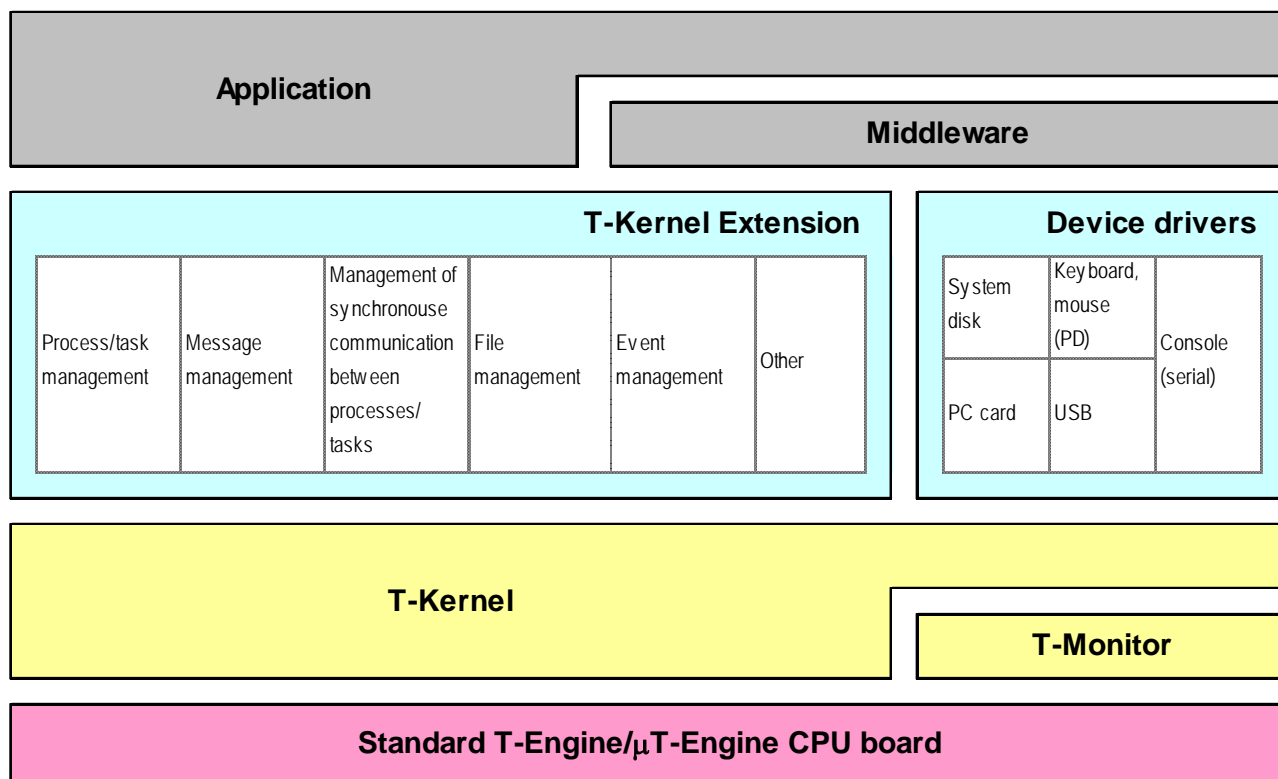 Application
Middleware
T-Kernel Extension
Process/task
management
Message
management
Management of
synchronouse
communication
between
processes/
tasks
File
management
Event
management
Other
Device drivers
System
disk
Keyboard,
mouse
(PD)
Console
(serial)
PC card
USB
T-Kernel
T-Monitor
Standard T-Engine/μT-Engine CPU board